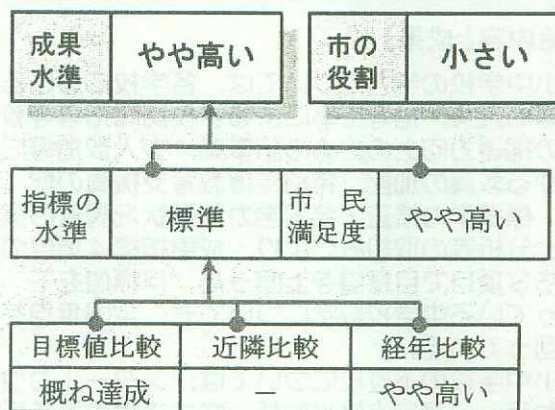 成果
水準
やや高い
市の
役割
小さい
指標の
水準
標準
市民
満足度
やや高い
目標値比較 近隣比較 経年比較
概ね達成 － やや高い